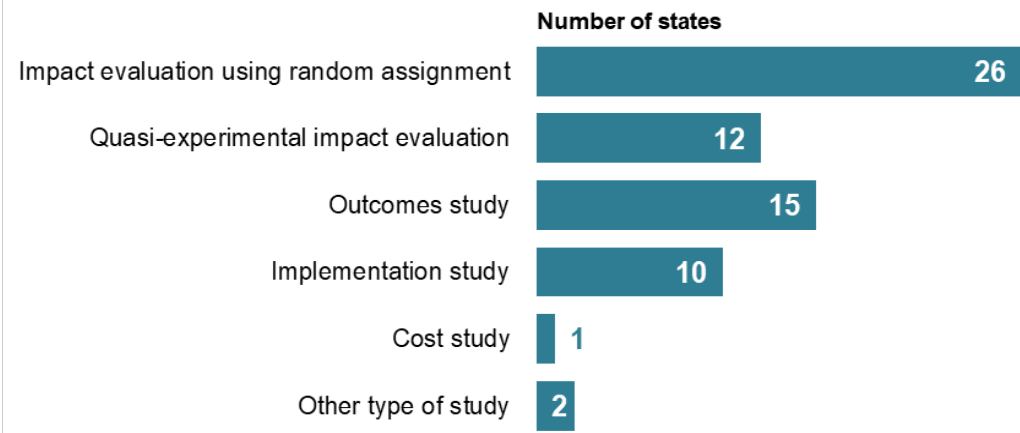 Number of states
Impact evaluation using random assignment 26
Quasi-experimental impact evaluation 12
Outcomes study 15
Implementation study 10
Cost study 1
Other type of study 2